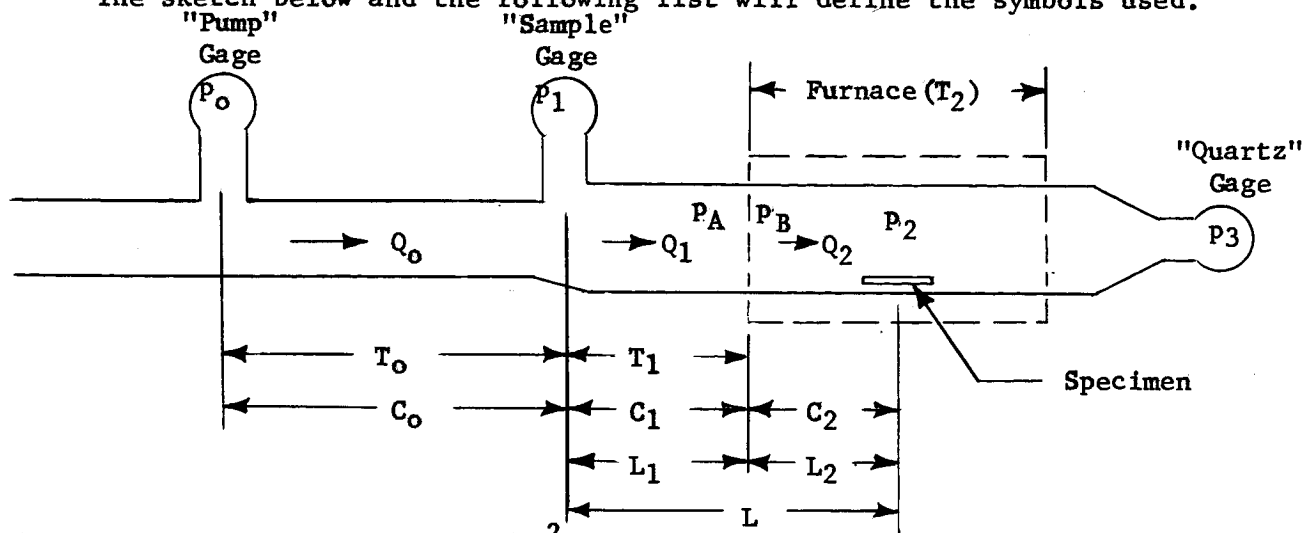 The sketch below and the following list will define the symbols used.
"Pump"
Gage
"Sample"
Gage
Po
P1
Furnace(T2)
"Quartz"
Gage
PA
PB
P2
P3
Qo
Q1
Q2
To
T1
Specimen
Co
C1
C2
L1
L2
L
2